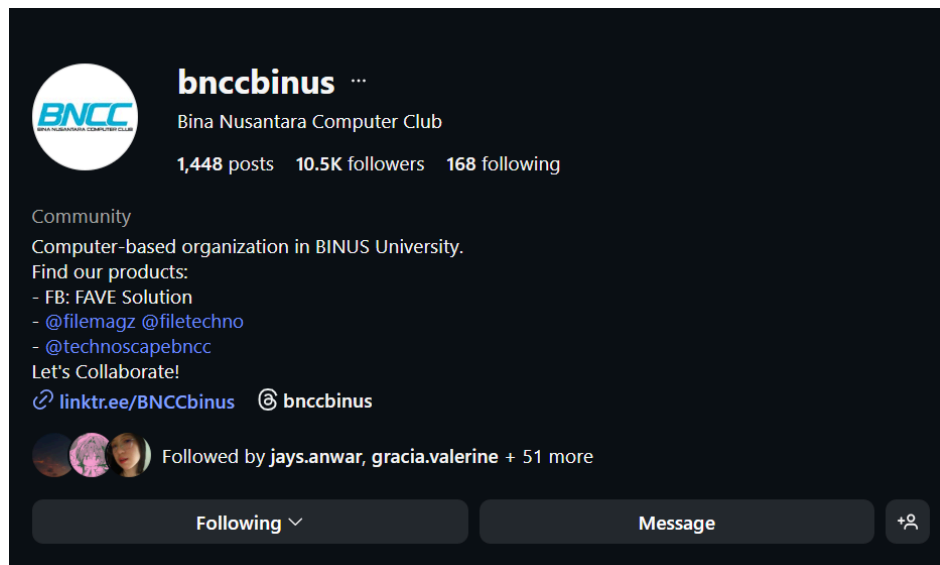 BNCC
BINA NUSANTARA COMPUTER CLUB
bnccbinus ...
Bina Nusantara Computer Club
1,448 posts 10.5K followers 168 following
Community
Computer-based organization in BINUS University.
Find our products:
- FB: FAVE Solution
- @filemagz @filetechno
- @technoscapebncc
Let's Collaborate!
linktr.ee/BNCCbinus bnccbinus
Followed by jays.anwar, gracia.valerine + 51 more
Following Message